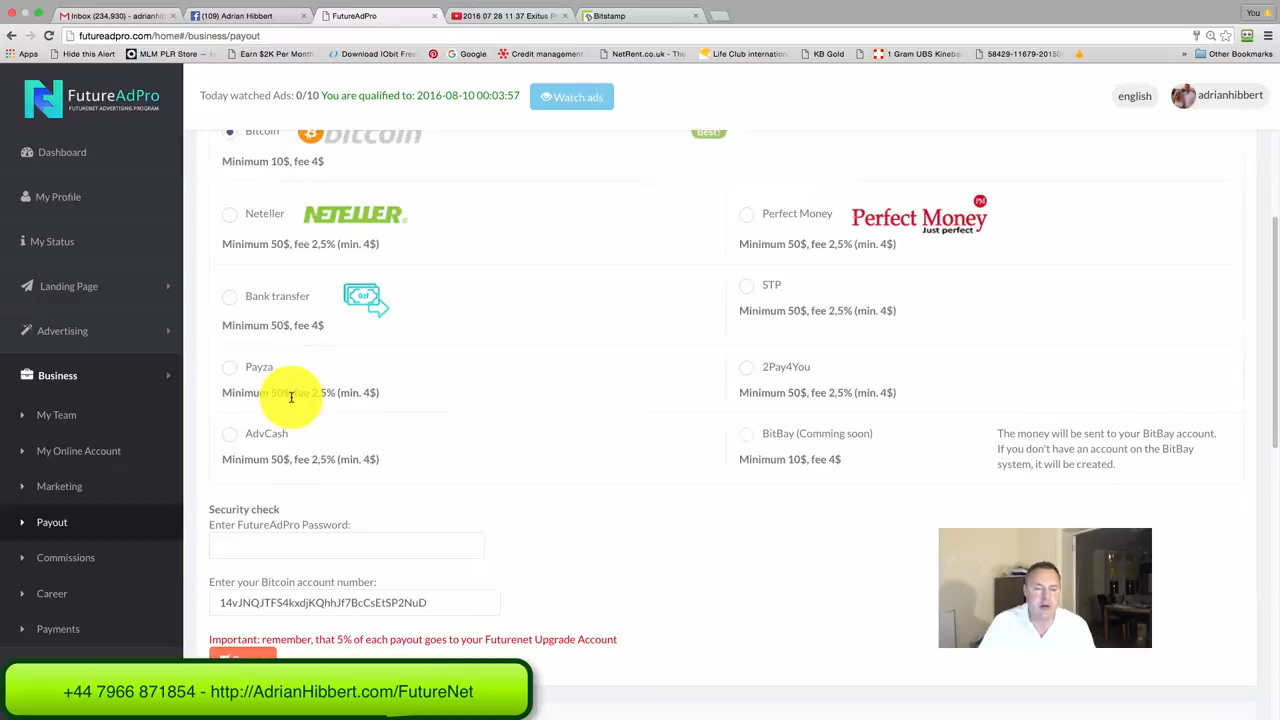 Inbox (234,930) - adrianhib
(109) Adrian Hibbert
FutureAdPro
2016 07 28 11 37 Exitus P
Bitstamp
You
futureadpro.com/home#/business/payout
Apps
Hide this Alert
MLM PLR Store -- H
Earn $2K Per Month
Download IObit Free
Google
Credit management
NetRent.co.uk - The
Life Club internation
KB Gold
1 Gram UBS Kineba
58429-11679-20150
»
Other Bookmarks
FutureAdPro
FUTURENET ADVERTISING PROGRAM
Today watched Ads: 0/10 You are qualified to: 2016-08-10 00:03:57
Watch ads
english
adrianhibbert
Dashboard
My Profile
My Status
Landing Page
Advertising
Business
My Team
My Online Account
Marketing
Payout
Commissions
Career
Payments
Bitcoin
bitcoin
Best!
Minimum 10$, fee 4$
Neteller
NETELLER
Minimum 50$, fee 2,5% (min. 4$)
Perfect Money
PM
Perfect Money
Just perfect
Minimum 50$, fee 2,5% (min. 4$)
Bank transfer
Minimum 50$, fee 4$
STP
Minimum 50$, fee 2,5% (min. 4$)
Payza
Minimum 50$, fee 2,5% (min. 4$)
2Pay4You
Minimum 50$, fee 2,5% (min. 4$)
AdvCash
Minimum 50$, fee 2,5% (min. 4$)
BitBay (Comming soon)
Minimum 10$, fee 4$
The money will be sent to your BitBay account.
If you don't have an account on the BitBay
system, it will be created.
Security check
Enter FutureAdPro Password:
Enter your Bitcoin account number:
14vJNQJTFS4kxdjKQhhJf7BcCsEtSP2NuD
Important: remember, that 5% of each payout goes to your Futurenet Upgrade Account
+44 7966 871854 - http://AdrianHibbert.com/FutureNet